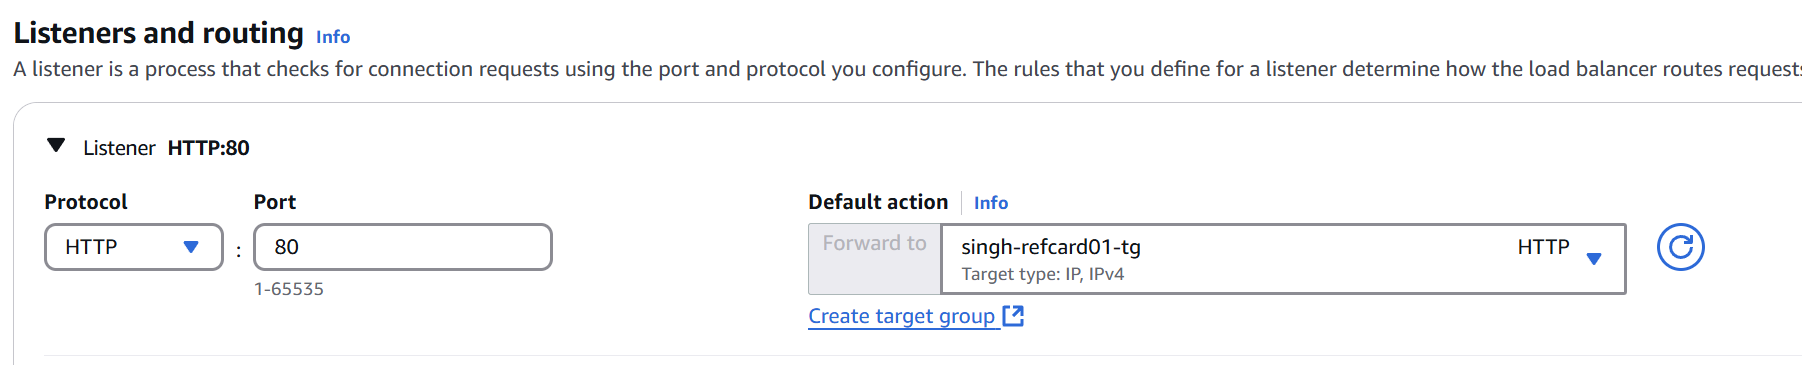 Listeners and routing Info
A listener is a process that checks for connection requests using the port and protocol you configure. The rules that you define for a listener determine how the load balancer routes requests
Listener HTTP:80
Protocol Port Default action Info
HTTP : 80 Forward to singh-refcard01-tg HTTP
Target type: IP, IPv4
1-65535
Create target group